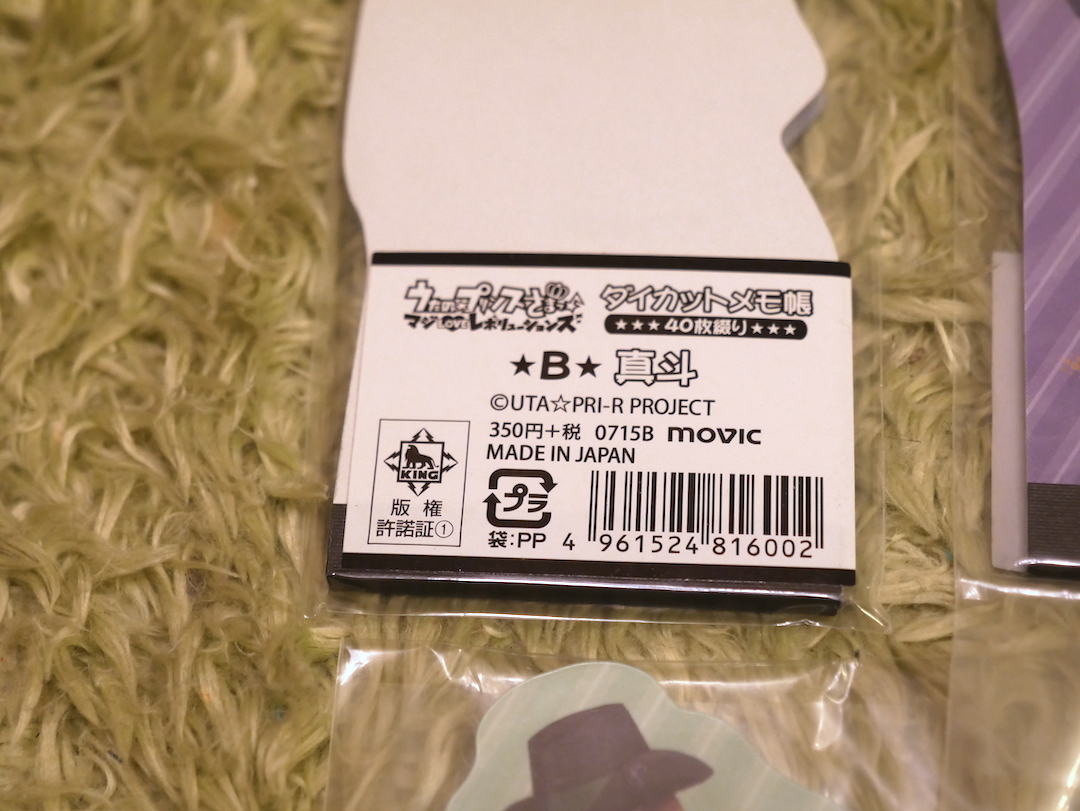 うたの☆プリンスさまっ♪
マジLOVEレボリューションズ
ダイカットメモ帳
★★★40枚綴り★★★
★B★ 真斗
©UTA☆PRI-R PROJECT
350円+税 0715B movic
MADE IN JAPAN
KING
版権
許諾証①
プラ
袋:PP
4 961524 816002